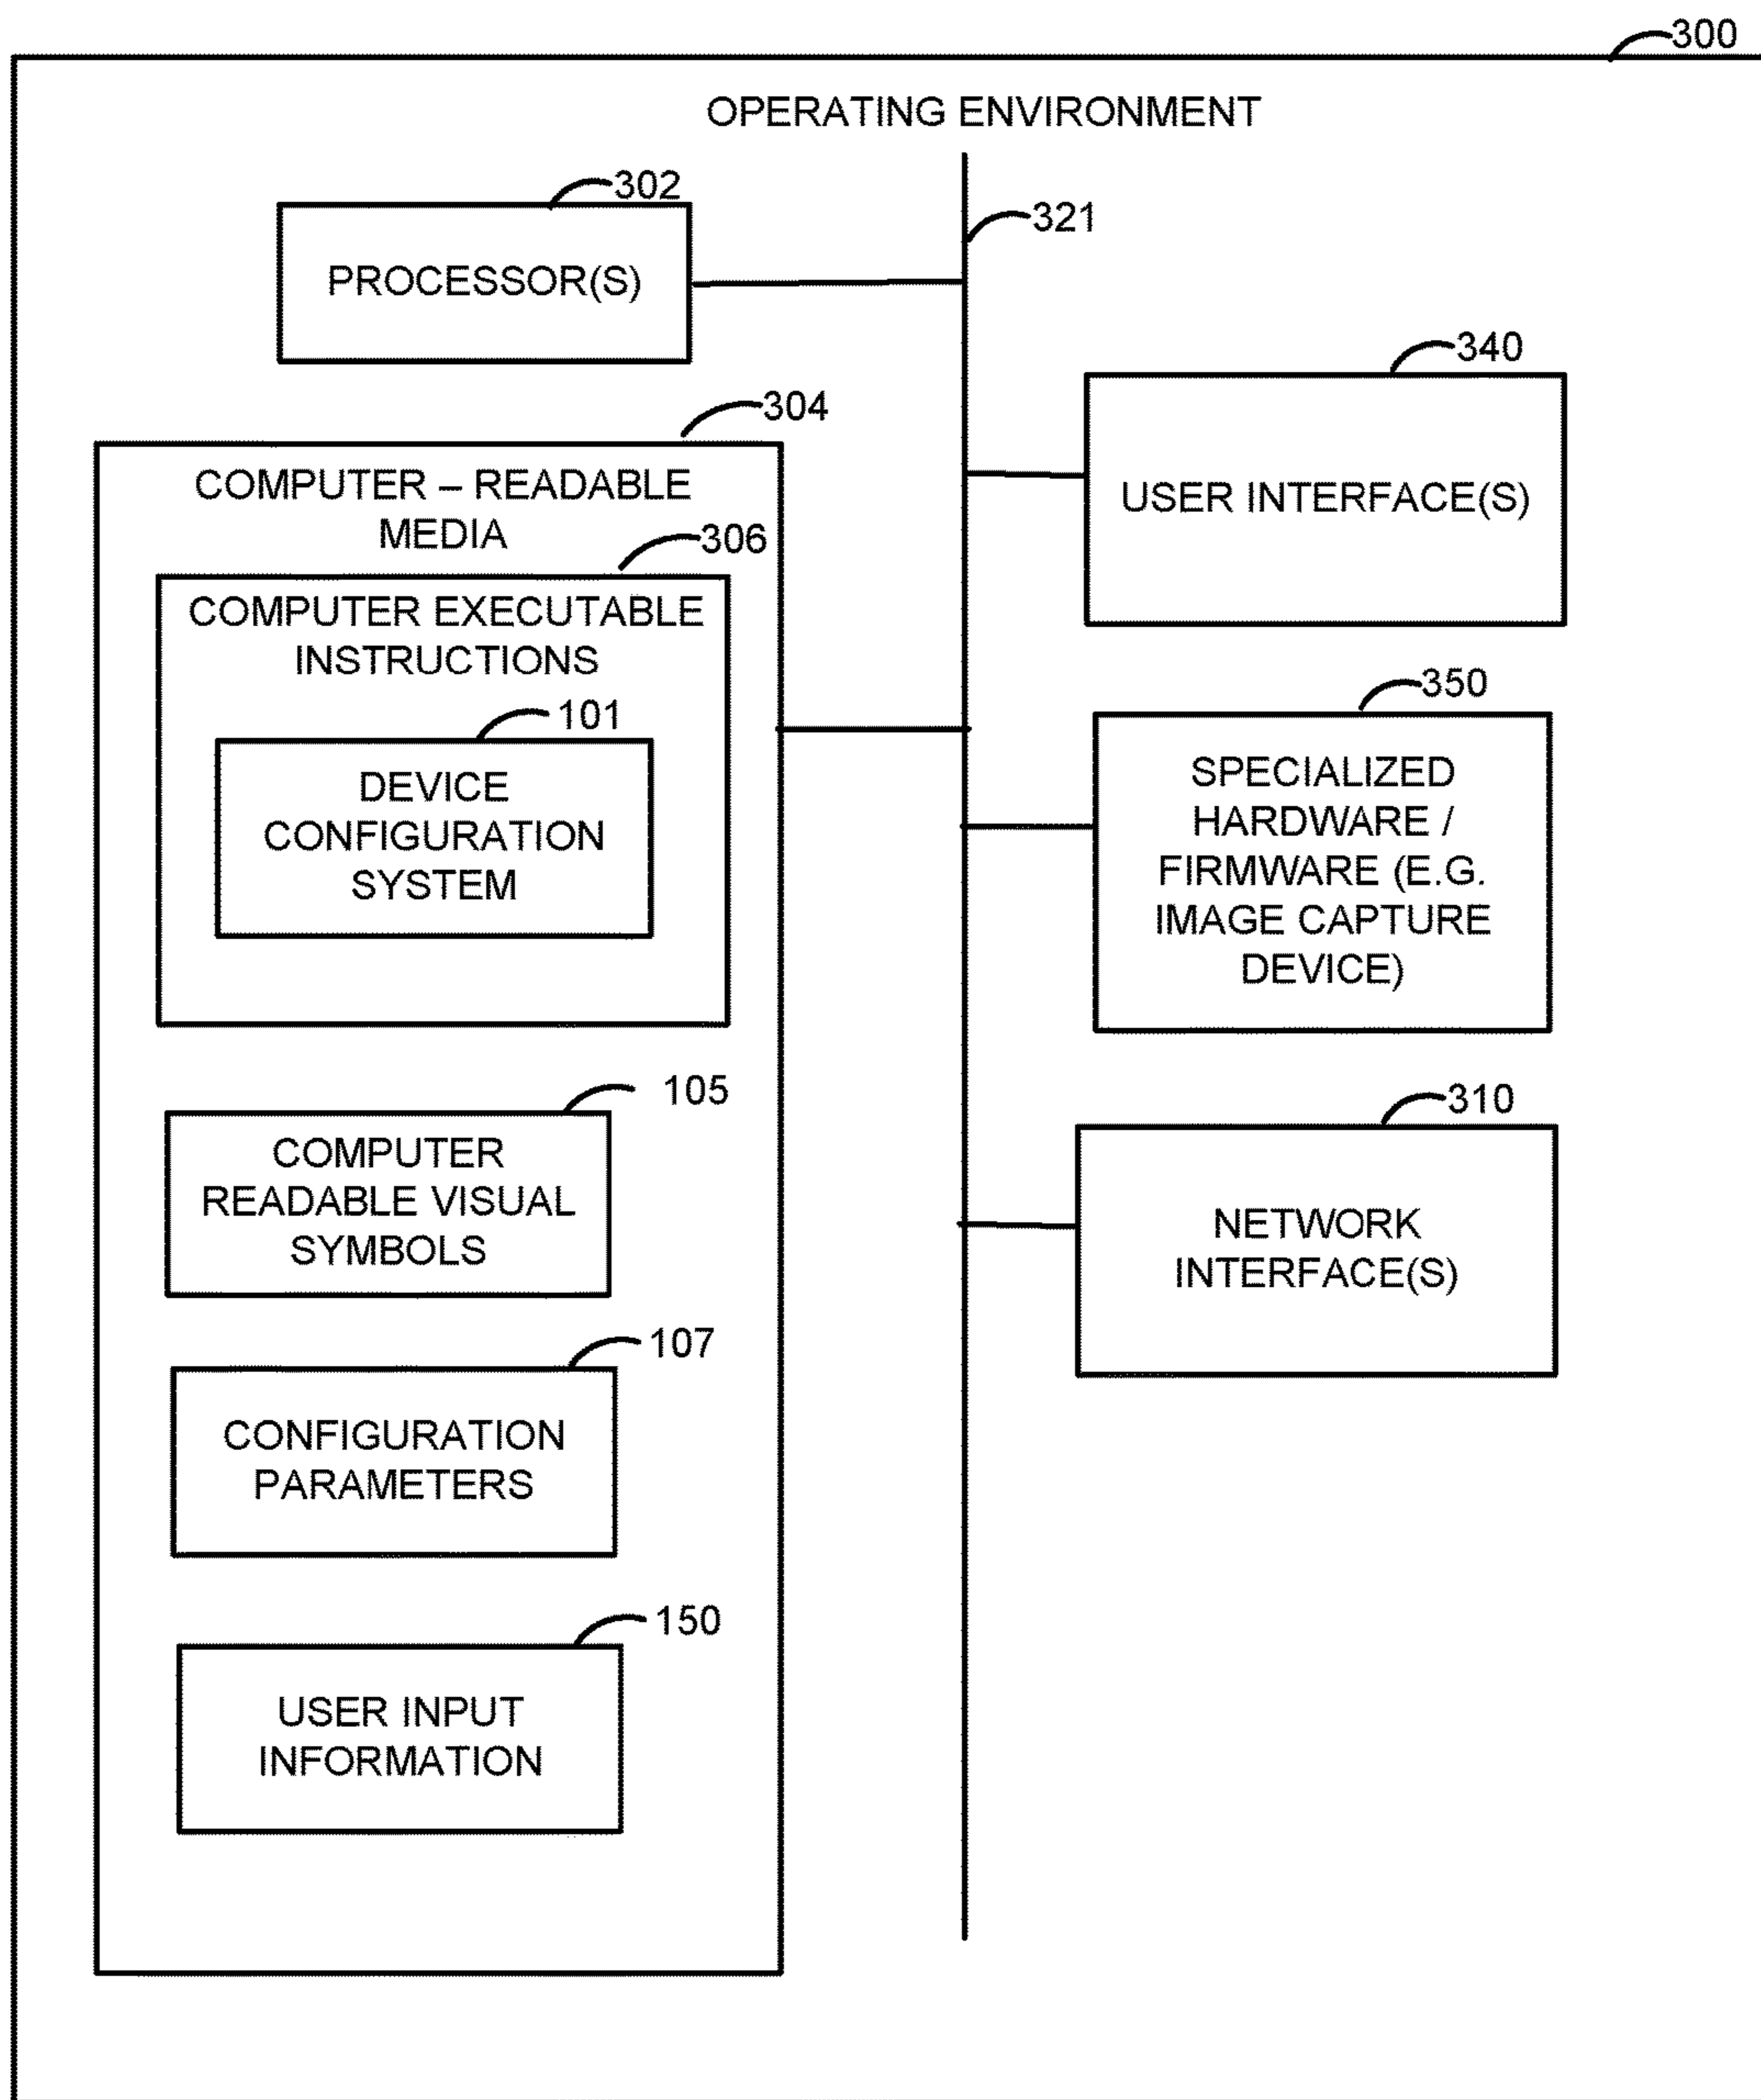 300
OPERATING ENVIRONMENT
302
PROCESSOR(S)
321
304
COMPUTER – READABLE
MEDIA
306
COMPUTER EXECUTABLE
INSTRUCTIONS
101
DEVICE
CONFIGURATION
SYSTEM
105
COMPUTER
READABLE VISUAL
SYMBOLS
107
CONFIGURATION
PARAMETERS
150
USER INPUT
INFORMATION
340
USER INTERFACE(S)
350
SPECIALIZED
HARDWARE /
FIRMWARE (E.G.
IMAGE CAPTURE
DEVICE)
310
NETWORK
INTERFACE(S)